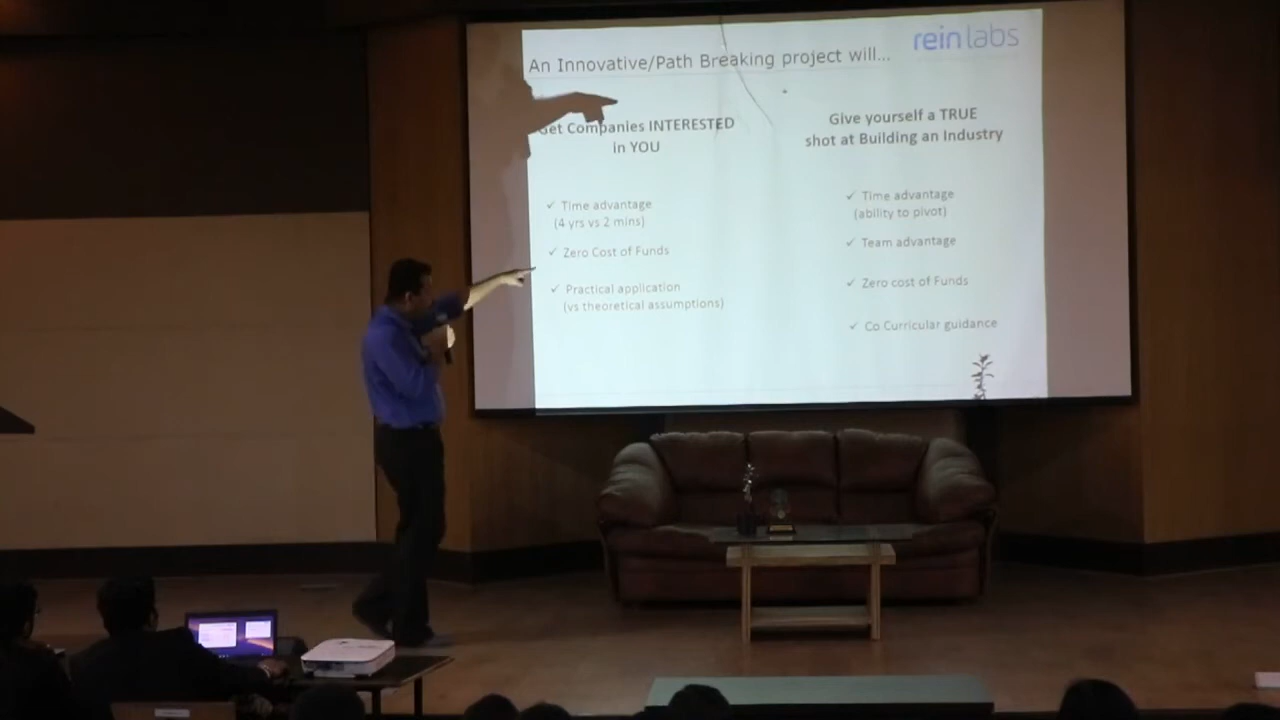 rein labs
An Innovative/Path Breaking project will...
Get Companies INTERESTED
in YOU
✓ Time advantage
(4 yrs vs 2 mins)
✓ Zero Cost of Funds
✓ Practical application
(vs theoretical assumptions)
Give yourself a TRUE
shot at Building an Industry
✓ Time advantage
(ability to pivot)
✓ Team advantage
✓ Zero cost of Funds
✓ Co Curricular guidance